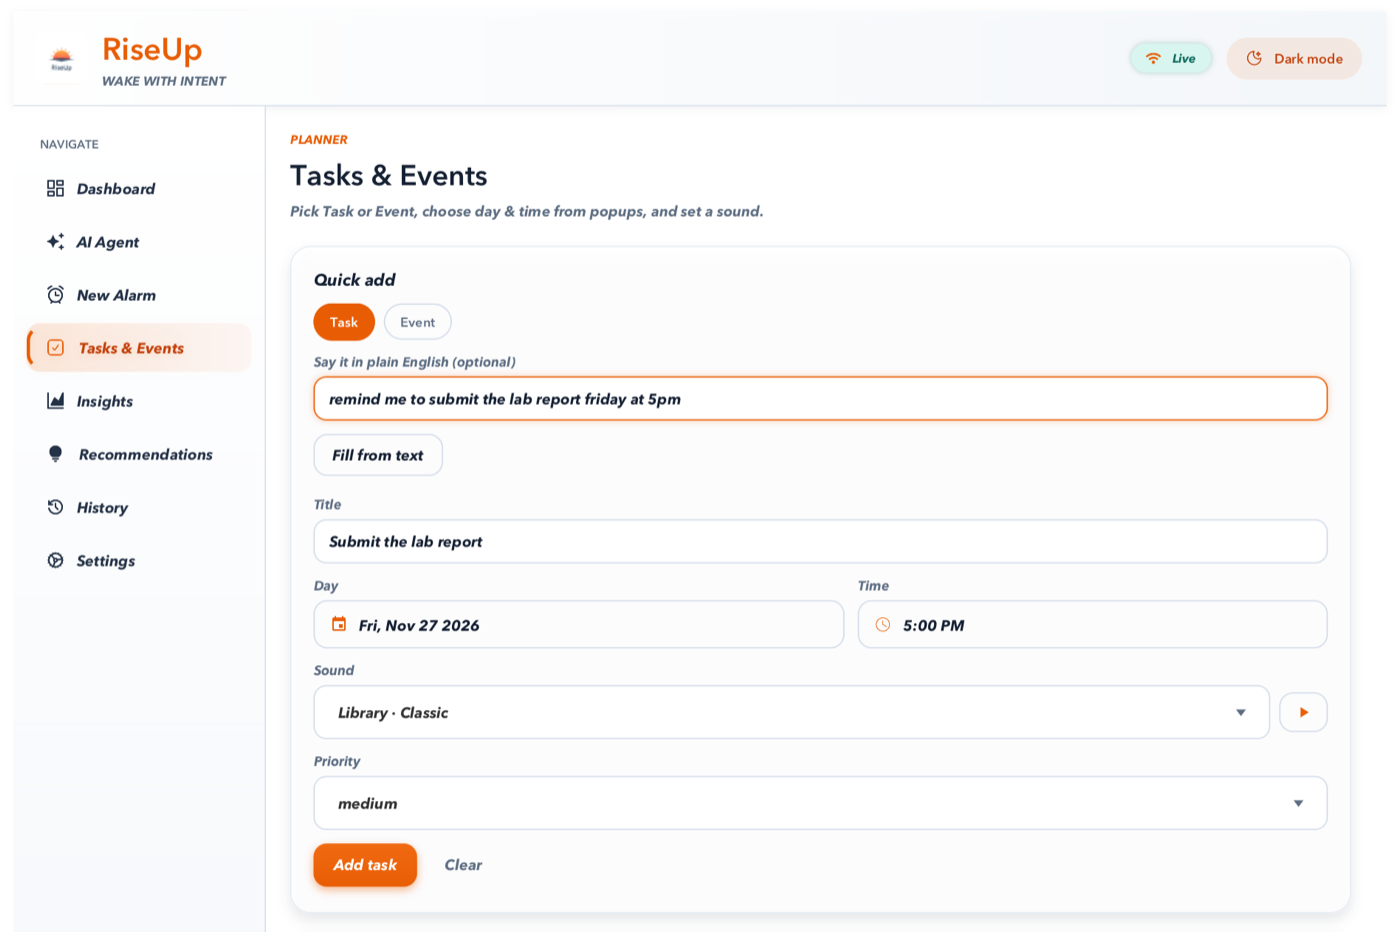 RiseUp
RiseUp
WAKE WITH INTENT
Live
Dark mode
NAVIGATE
Dashboard
AI Agent
New Alarm
Tasks & Events
Insights
Recommendations
History
Settings
PLANNER
Tasks & Events
Pick Task or Event, choose day & time from popups, and set a sound.
Quick add
Task
Event
Say it in plain English (optional)
remind me to submit the lab report friday at 5pm
Fill from text
Title
Submit the lab report
Day
Time
Fri, Nov 27 2026
5:00 PM
Sound
Library · Classic
Priority
medium
Add task
Clear